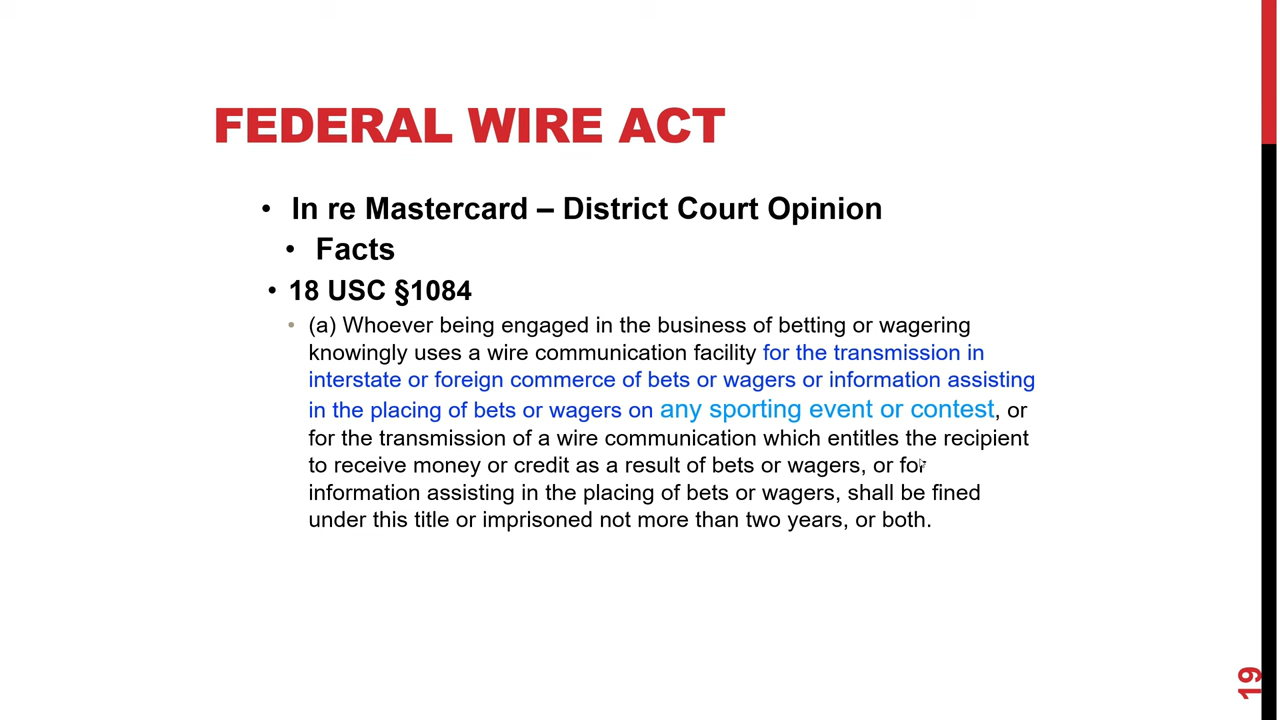 FEDERAL WIRE ACT
• In re Mastercard – District Court Opinion
• Facts
• 18 USC §1084
• (a) Whoever being engaged in the business of betting or wagering
knowingly uses a wire communication facility for the transmission in
interstate or foreign commerce of bets or wagers or information assisting
in the placing of bets or wagers on any sporting event or contest, or
for the transmission of a wire communication which entitles the recipient
to receive money or credit as a result of bets or wagers, or for
information assisting in the placing of bets or wagers, shall be fined
under this title or imprisoned not more than two years, or both.
19